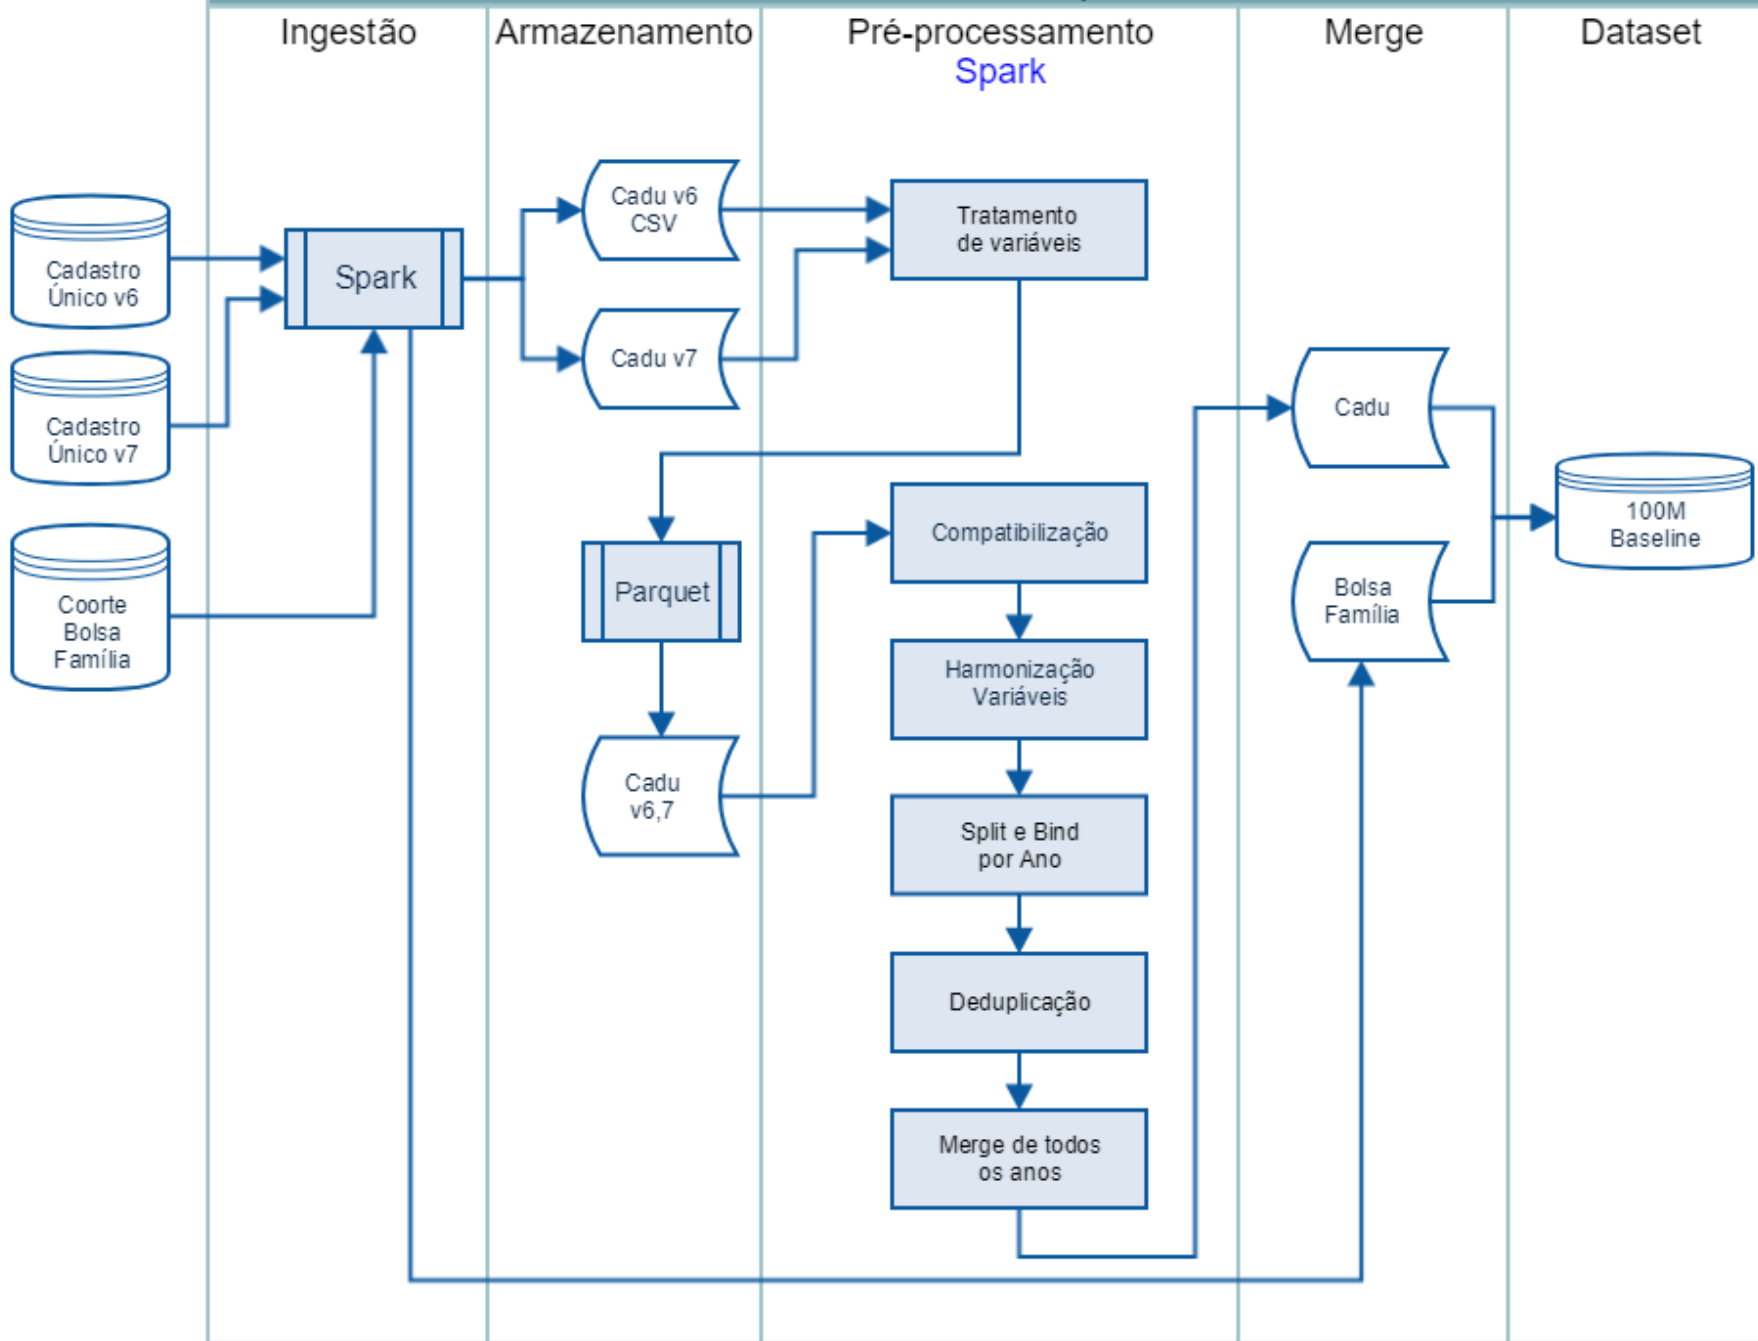 Ingestão
Armazenamento
Pré-processamento
Spark
Merge
Dataset
Cadastro
Único v6
Cadastro
Único v7
Coorte
Bolsa
Família
Spark
Cadu v6
CSV
Cadu v7
Parquet
Cadu
v6,7
Tratamento
de variáveis
Compatibilização
Harmonização
Variáveis
Split e Bind
por Ano
Deduplicação
Merge de todos
os anos
Cadu
Bolsa
Família
100M
Baseline